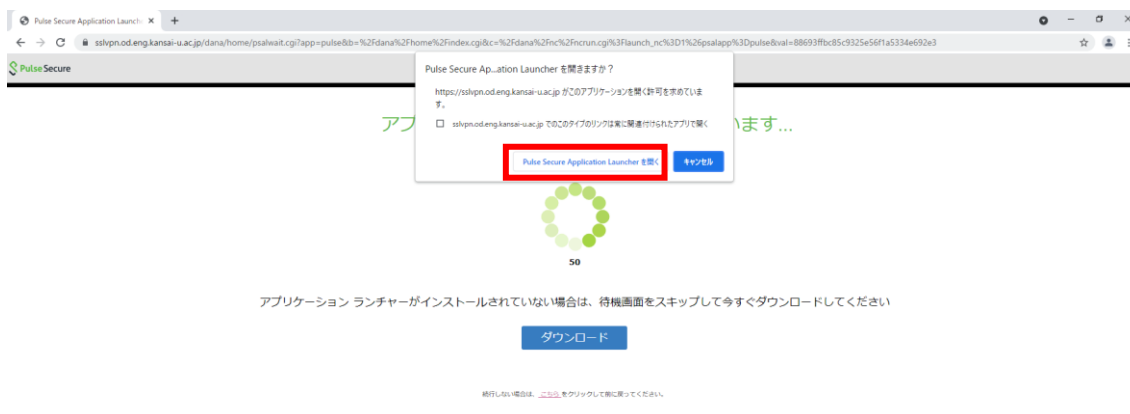 Pulse Secure Application Launche
sslvpn.od.eng.kansai-u.ac.jp/dana/home/psalwait.cgi?app=pulse&b=%2Fdana%2Fhome%2Findex.cgi&c=%2Fdana%2Fnc%2Fncrun.cgi%3Flaunch_nc%3D1%26psalapp%3Dpulse&val=88693ffbc85c9325e56f1a5334e692e3
Pulse Secure
Pulse Secure Ap...ation Launcher を開きますか？
https://sslvpn.od.eng.kansai-u.ac.jp がこのアプリケーションを開く許可を求めていま
す。
アプ
います...
sslvpn.od.eng.kansai-u.ac.jp でのこのタイプのリンクは常に関連付けられたアプリで開く
Pulse Secure Application Launcher を開く
キャンセル
50
アプリケーション ランチャーがインストールされていない場合は、待機画面をスキップして今すぐダウンロードしてください
ダウンロード
続行しない場合は、こちら をクリックして前に戻ってください。